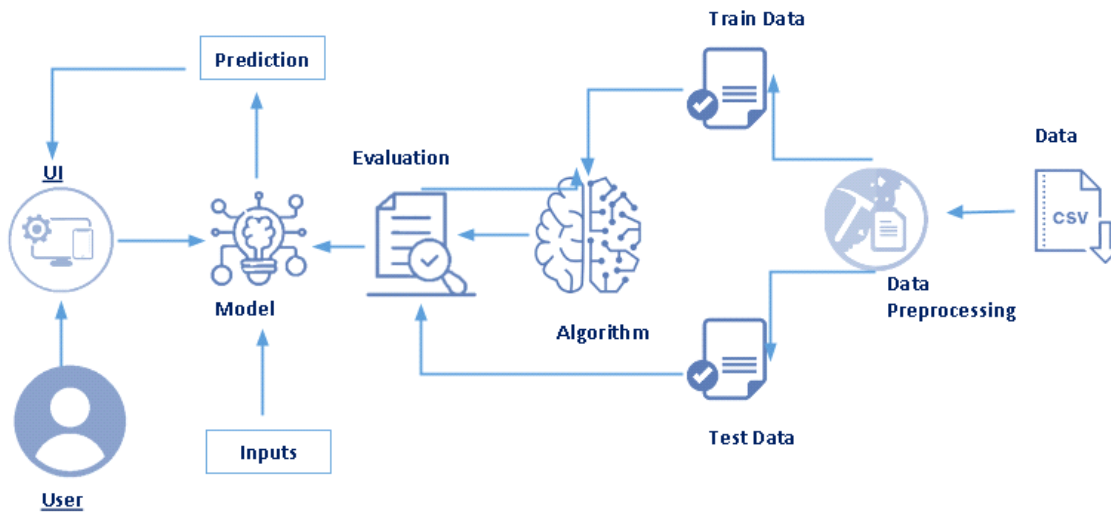 Train Data
Prediction
Data
Evaluation
UI
CSV
Model
Data
Preprocessing
Algorithm
Inputs
Test Data
User